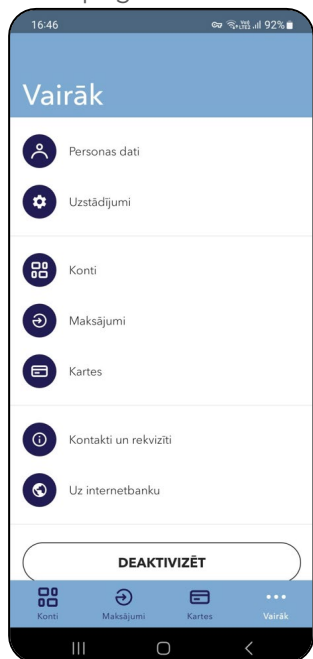 16:46
92%
Vairāk
Personas dati
Uzstādījumi
Konti
Maksājumi
Kartes
Kontakti un rekvizīti
Uz internetbanku
DEAKTIVIZĒT
Konti Maksājumi Kartes Vairāk